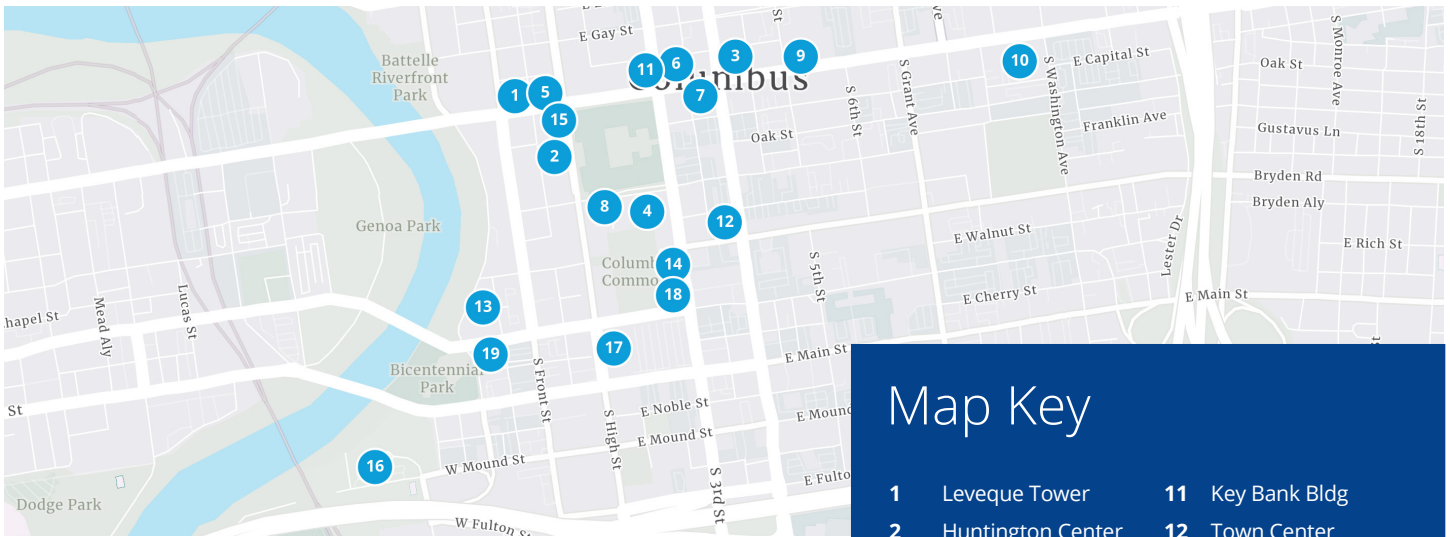 E Gay St
St
ve
Battelle
Riverfront
Park
Columbus
11
6
3
9
10
7
1
5
15
2
S Grant Ave
S 6th St
S Washington Ave
E Capital St
Oak St
S Monroe Ave
Oak St
Franklin Ave
Gustavus Ln
S 18th St
Bryden Rd
Bryden Aly
8
4
12
Genoa Park
E Walnut St
Lester Dr
E Rich St
14
18
S 5th St
E Cherry St
E Main St
Mead Aly
Lucas St
13
19
17
Bicentennial
Park
S Front St
E Main St
E Noble St
E Mound St
E Mound
S High St
W Mound St
16
S 3rd St
E Fulto
Dodge Park
W Fulton St
St
Map Key
1 Leveque Tower 11 Key Bank Bldg
2 Huntington Center 12 Town Center